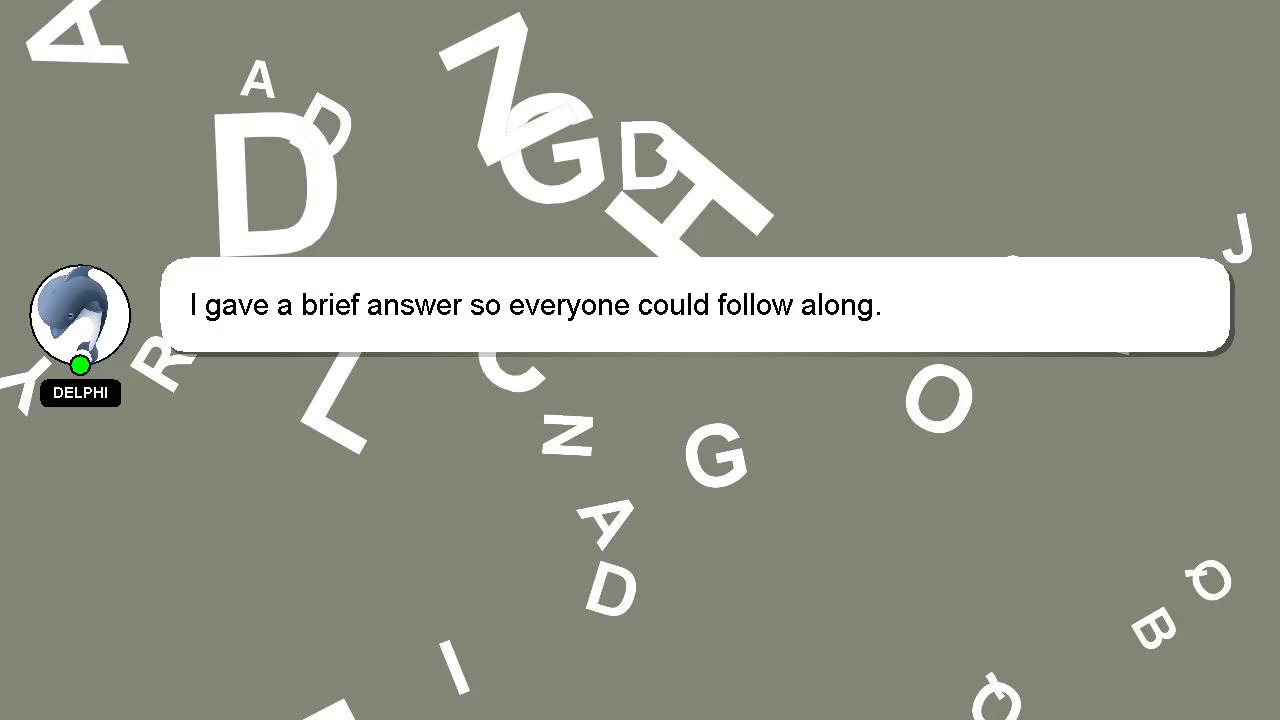 A
A
D
D
Z
G
D
H
J
I gave a brief answer so everyone could follow along.
DELPHI
Y
R
L
C
N
G
O
A
D
I
Q
B
Q